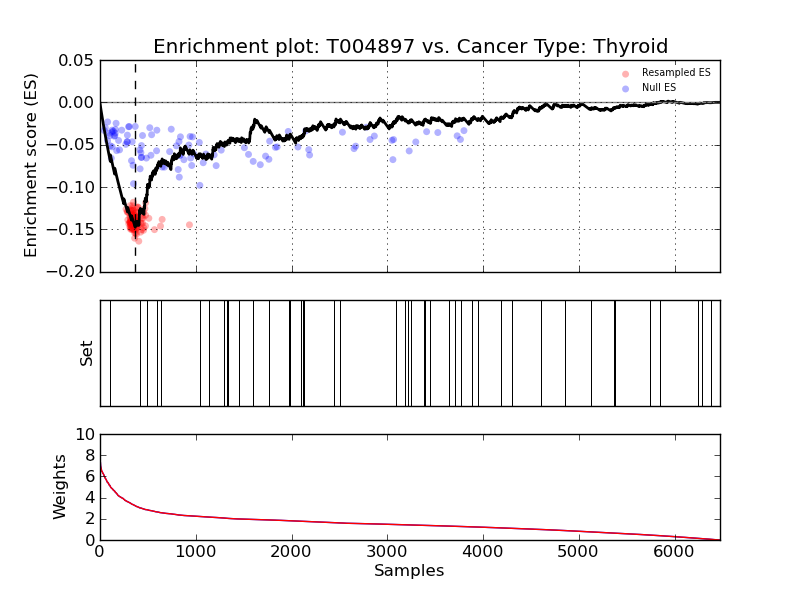 Enrichment plot: T004897 vs. Cancer Type: Thyroid
Enrichment score (ES)
0.05
0.00
−0.05
−0.10
−0.15
−0.20
Resampled ES
Null ES
Set
Weights
10
8
6
4
2
0
0 1000 2000 3000 4000 5000 6000
Samples